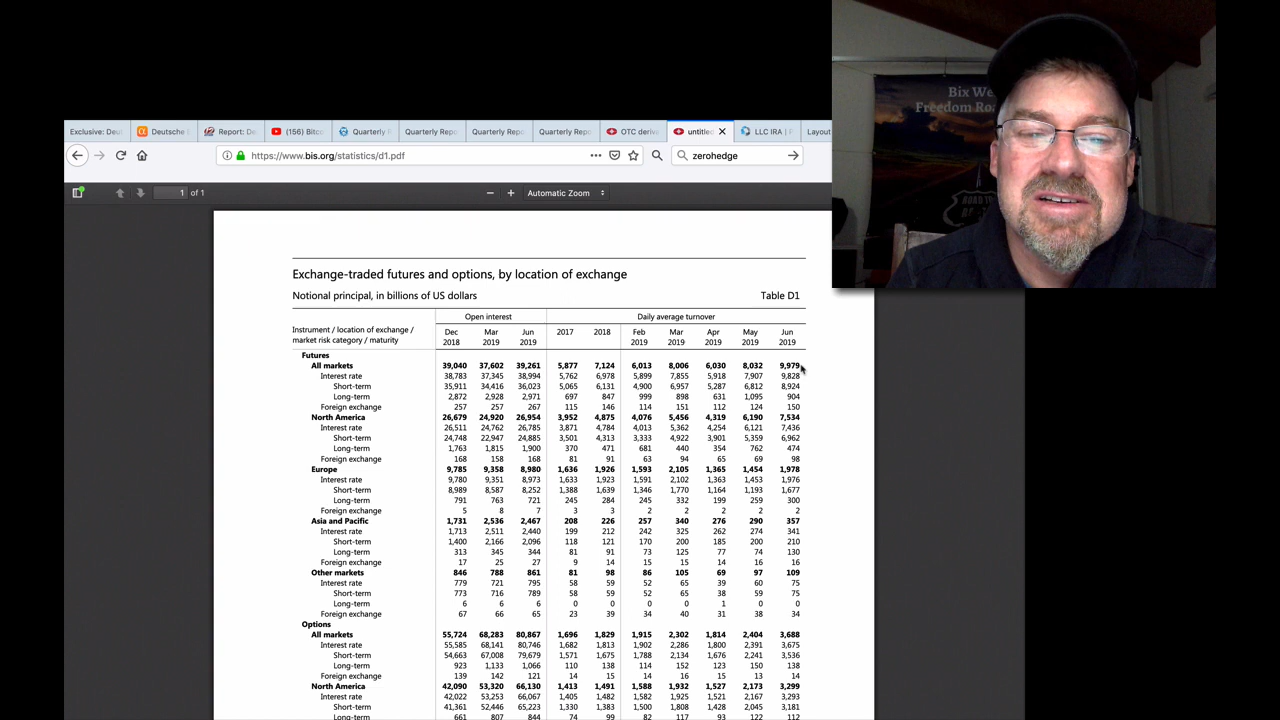 Bix We
Freedom Ro
ROAD TO
Exclusive: Deu
Deutsche
Report: De
(156) Bitc
Quarterly
Quarterly Repo
Quarterly Repo
Quarterly Repo
OTC deriva
untitled
LLC IRA | P
Layout
https://www.bis.org/statistics/d1.pdf
zerohedge
1 of 1
Automatic Zoom
Exchange-traded futures and options, by location of exchange
Notional principal, in billions of US dollars Table D1
Instrument / location of exchange / market risk category / maturity
Open interest Daily average turnover
Dec 2018 Mar 2019 Jun 2019 2017 2018 Feb 2019 Mar 2019 Apr 2019 May 2019 Jun 2019
Futures
All markets 39,040 37,602 39,261 5,877 7,124 6,013 8,006 6,030 8,032 9,979
Interest rate 38,783 37,345 38,994 5,762 6,978 5,899 7,855 5,918 7,907 9,828
Short-term 35,911 34,416 36,023 5,065 6,131 4,900 6,957 5,287 6,812 8,924
Long-term 2,872 2,928 2,971 697 847 999 898 631 1,095 904
Foreign exchange 257 257 267 115 146 114 151 112 124 150
North America 26,679 24,920 26,954 3,952 4,875 4,076 5,456 4,319 6,190 7,534
Interest rate 26,511 24,762 26,785 3,871 4,784 4,013 5,362 4,254 6,121 7,436
Short-term 24,748 22,947 24,885 3,501 4,313 3,333 4,922 3,901 5,359 6,962
Long-term 1,763 1,815 1,900 370 471 681 440 354 762 474
Foreign exchange 168 158 168 81 91 63 94 65 69 98
Europe 9,785 9,358 8,980 1,636 1,926 1,593 2,105 1,365 1,454 1,978
Interest rate 9,780 9,351 8,973 1,633 1,923 1,591 2,102 1,363 1,453 1,976
Short-term 8,989 8,587 8,252 1,388 1,639 1,346 1,770 1,164 1,193 1,677
Long-term 791 763 721 245 284 245 332 199 259 300
Foreign exchange 5 8 7 3 3 2 2 2 2 2
Asia and Pacific 1,731 2,536 2,467 208 226 257 340 276 290 357
Interest rate 1,713 2,511 2,440 199 212 242 325 262 274 341
Short-term 1,400 2,166 2,096 118 121 170 200 185 200 210
Long-term 313 345 344 81 91 73 125 77 74 130
Foreign exchange 17 25 27 9 14 15 15 14 16 16
Other markets 846 788 861 81 98 86 105 69 97 109
Interest rate 779 721 795 58 59 52 65 39 60 75
Short-term 773 716 789 58 59 52 65 38 59 75
Long-term 6 6 6 0 0 0 0 1 0 0
Foreign exchange 67 66 65 23 39 34 40 31 38 34
Options
All markets 55,724 68,283 80,867 1,696 1,829 1,915 2,302 1,814 2,404 3,688
Interest rate 55,585 68,141 80,746 1,682 1,813 1,902 2,286 1,800 2,391 3,675
Short-term 54,663 67,008 79,679 1,571 1,675 1,788 2,134 1,676 2,241 3,536
Long-term 923 1,133 1,066 110 138 114 152 123 150 138
Foreign exchange 139 142 121 14 15 14 16 15 13 14
North America 42,090 53,320 66,130 1,413 1,491 1,588 1,932 1,527 2,173 3,299
Interest rate 42,022 53,253 66,067 1,405 1,482 1,582 1,925 1,521 2,167 3,293
Short-term 41,361 52,446 65,223 1,330 1,383 1,500 1,808 1,428 2,045 3,181
Long-term 661 807 844 74 99 82 117 93 122 112